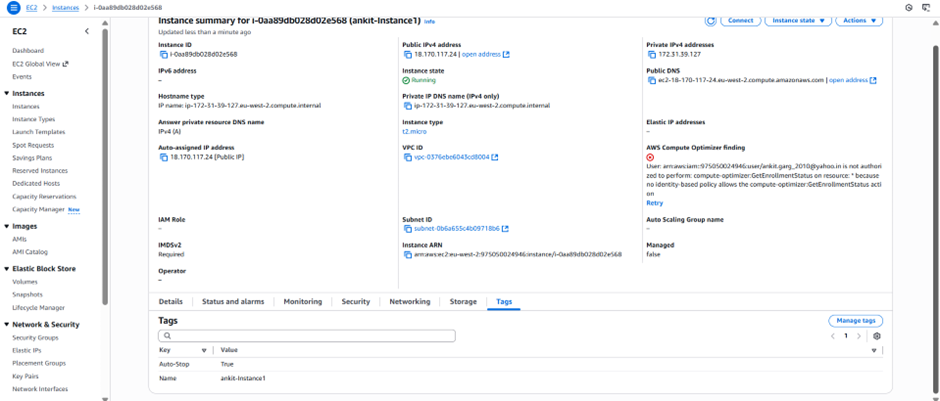 EC2 > Instances > i-0aa89db028d02e568
EC2
Dashboard
EC2 Global View
Events
Instances
Instances
Instance Types
Launch Templates
Spot Requests
Savings Plans
Reserved Instances
Dedicated Hosts
Capacity Reservations
Capacity Manager New
Images
AMIs
AMI Catalog
Elastic Block Store
Volumes
Snapshots
Lifecycle Manager
Network & Security
Security Groups
Elastic IPs
Placement Groups
Key Pairs
Network Interfaces
Instance summary for i-0aa89db028d02e568 (ankit-Instance1) Info
Updated less than a minute ago
Connect
Instance state
Actions
Instance ID
i-0aa89db028d02e568
Public IPv4 address
18.170.117.24 | open address
Private IPv4 addresses
172.31.39.127
IPv6 address
–
Instance state
Running
Public DNS
ec2-18-170-117-24.eu-west-2.compute.amazonaws.com | open address
Hostname type
IP name: ip-172-31-39-127.eu-west-2.compute.internal
Private IP DNS name (IPv4 only)
ip-172-31-39-127.eu-west-2.compute.internal
Answer private resource DNS name
IPv4 (A)
Instance type
t2.micro
Elastic IP addresses
–
Auto-assigned IP address
18.170.117.24 [Public IP]
VPC ID
vpc-0376ebe6043cd8004
AWS Compute Optimizer finding
User: arn:aws:iam::975050024946:user/ankit.garg_2010@yahoo.in is not authori
zed to perform: compute-optimizer:GetEnrollmentStatus on resource: * because
no identity-based policy allows the compute-optimizer:GetEnrollmentStatus acti
on
Retry
IAM Role
–
Subnet ID
subnet-0b6a655c4b09718b6
Auto Scaling Group name
–
IMDSv2
Required
Instance ARN
arn:aws:ec2:eu-west-2:975050024946:instance/i-0aa89db028d02e568
Managed
false
Operator
–
Details
Status and alarms
Monitoring
Security
Networking
Storage
Tags
Tags
Manage tags
1
Key
Value
Auto-Stop
True
Name
ankit-Instance1